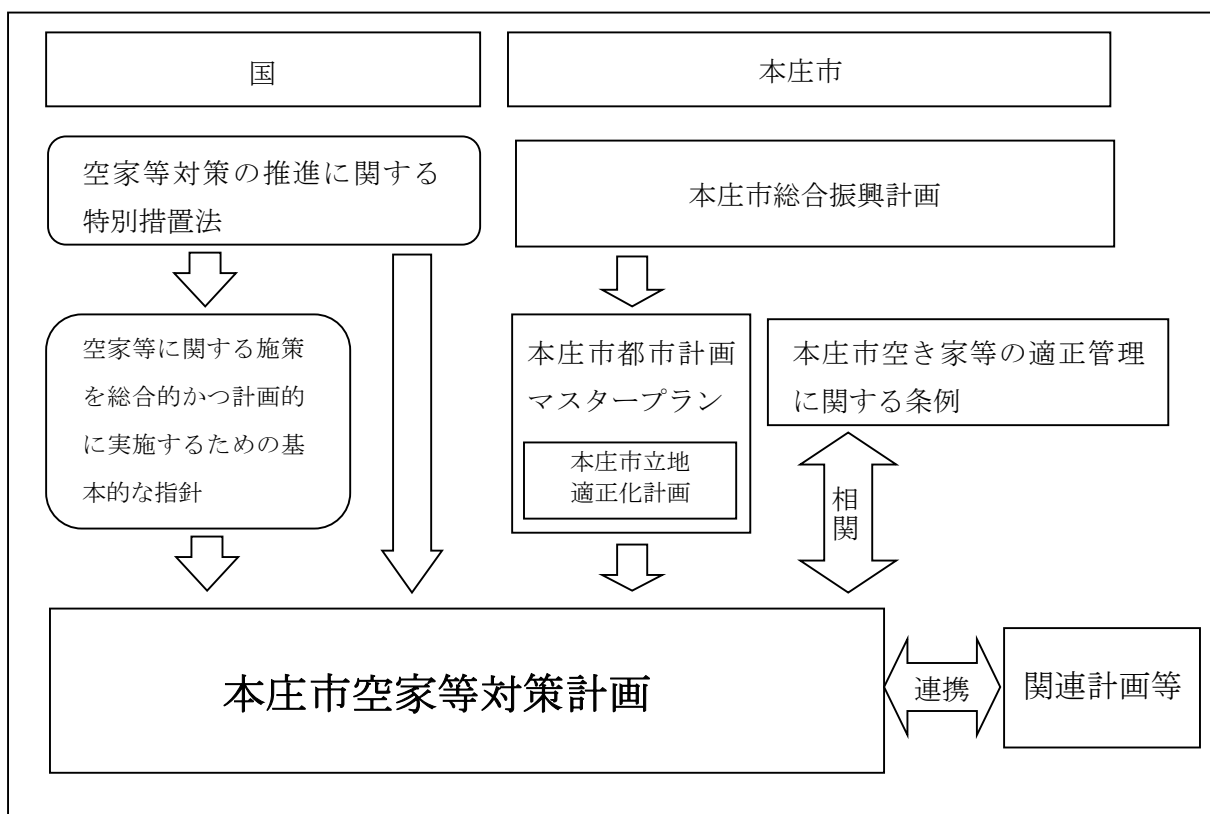 国
本庄市
空家等対策の推進に関する
特別措置法
本庄市総合振興計画
空家等に関する施策
を総合的かつ計画的
に実施するための基
本的な指針
本庄市都市計画
マスタープラン
本庄市立地
適正化計画
本庄市空き家等の適正管理
に関する条例
相関
本庄市空家等対策計画
連携
関連計画等